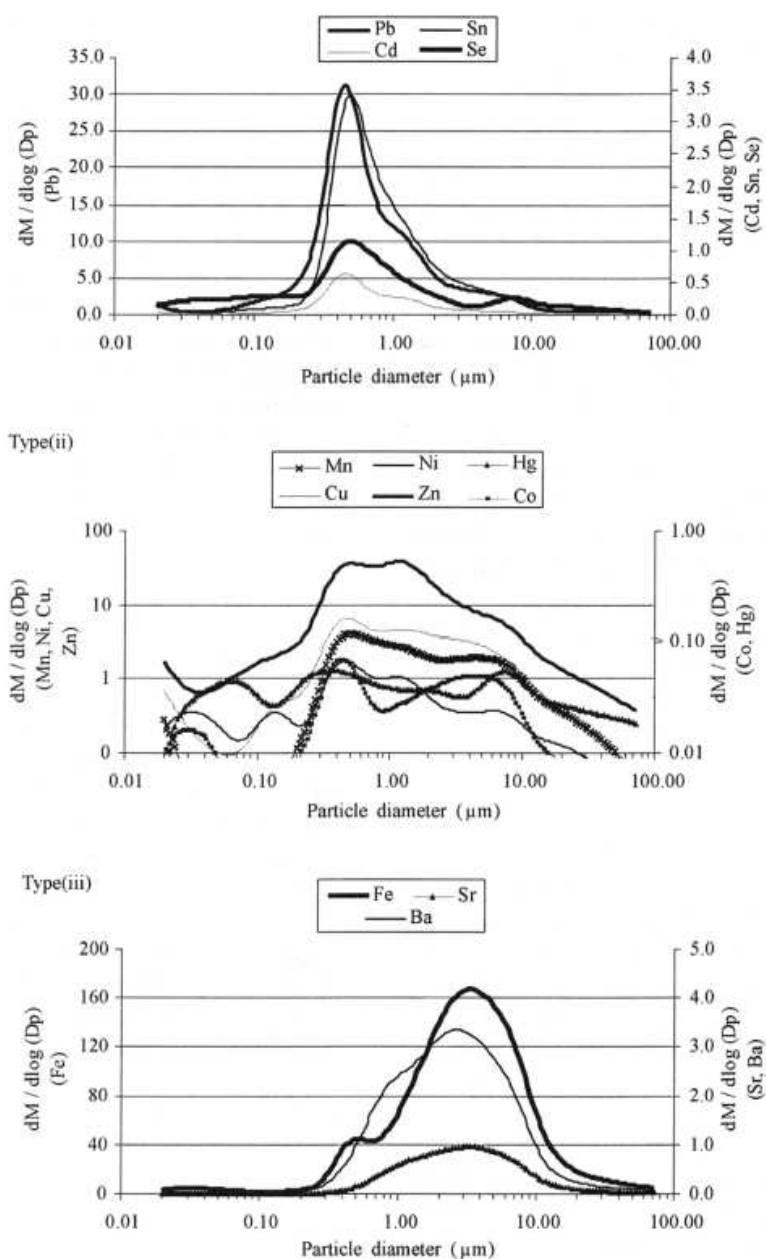 Pb Sn
Cd Se
35.0 4.0
30.0 3.5
25.0 3.0
20.0 2.5
15.0 2.0
10.0 1.5
5.0 1.0
0.0 0.5
0.0
dM / dlog (Dp)
(Pb)
dM / dlog (Dp)
(Cd, Sn, Se)
0.01 0.10 1.00 10.00 100.00
Particle diameter (µm)
Type(ii)
Mn Ni Hg
Cu Zn Co
100 1.00
10
0.10
1
0 0.01
dM / dlog (Dp)
(Mn, Ni, Cu,
Zn)
dM / dlog (Dp)
(Co, Hg)
0.01 0.10 1.00 10.00 100.00
Particle diameter (µm)
Type(iii)
Fe Sr
Ba
200 5.0
160 4.0
120 3.0
80 2.0
40 1.0
0 0.0
dM / dlog (Dp)
(Fe)
dM / dlog (Dp)
(Sr, Ba)
0.01 0.10 1.00 10.00 100.00
Particle diameter (µm)